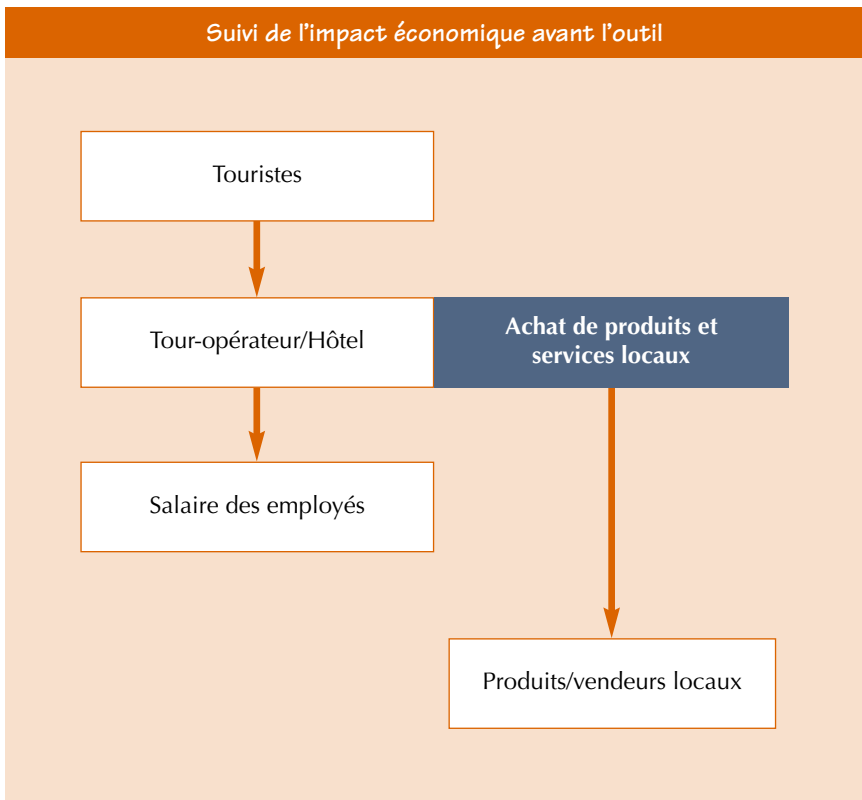 Suivi de l'impact économique avant l'outil
Touristes
Tour-opérateur/Hôtel
Achat de produits et
services locaux
Salaire des employés
Produits/vendeurs locaux